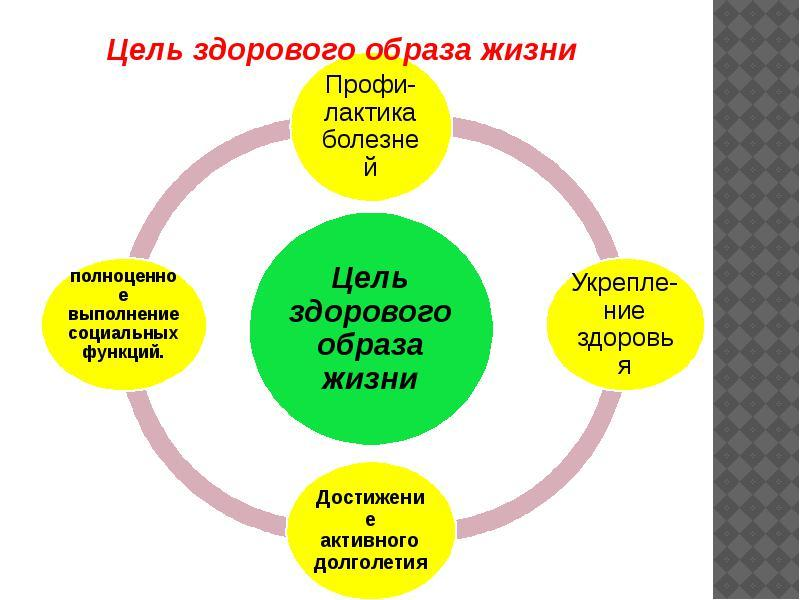 Цель здорового образа жизни
Профи-
лактика
болезне
й
полноценно
е
выполнение
социальных
функций.
Цель
здорового
образа
жизни
Укрепле-
ние
здоровь
я
Достижени
е
активного
долголетия